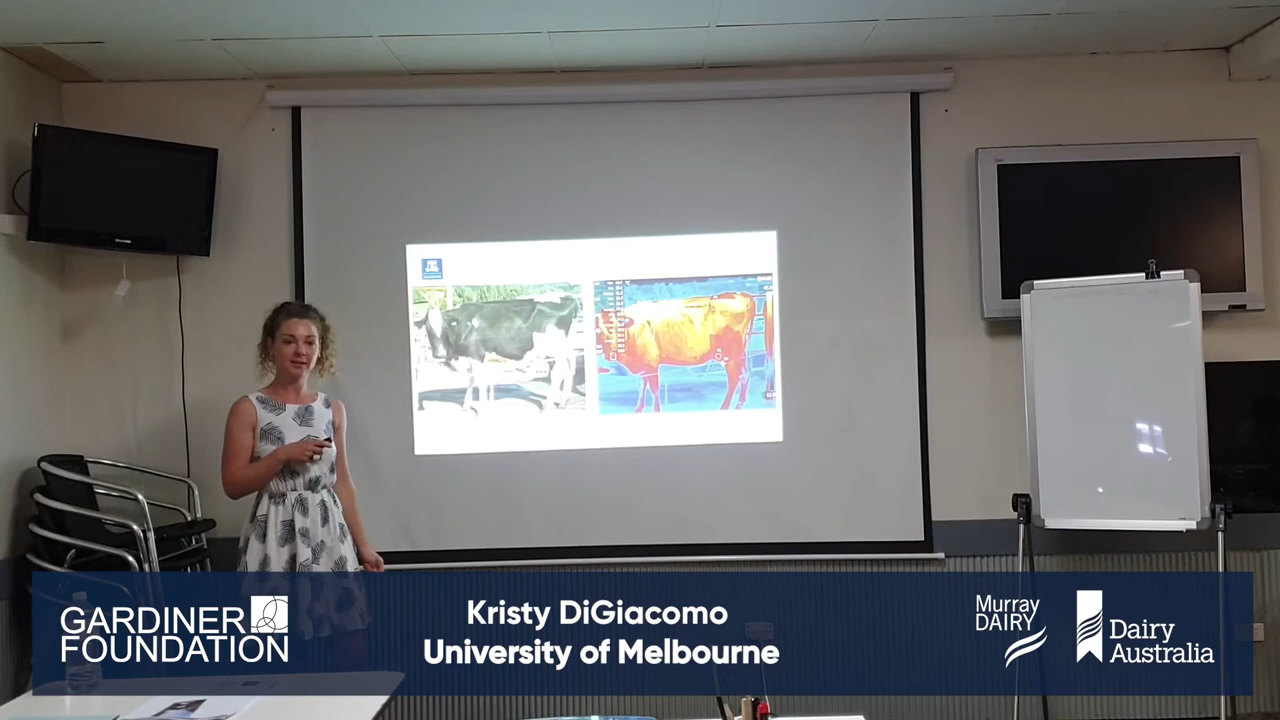 GARDINER
FOUNDATION
Kristy DiGiacomo
University of Melbourne
Murray
DAIRY
Dairy
Australia